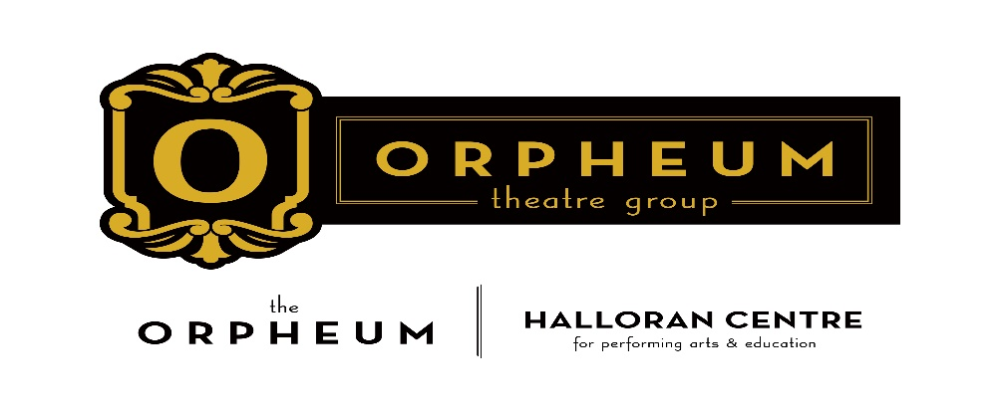 O
ORPHEUM
theatre group
the
ORPHEUM
HALLORAN CENTRE
for performing arts & education